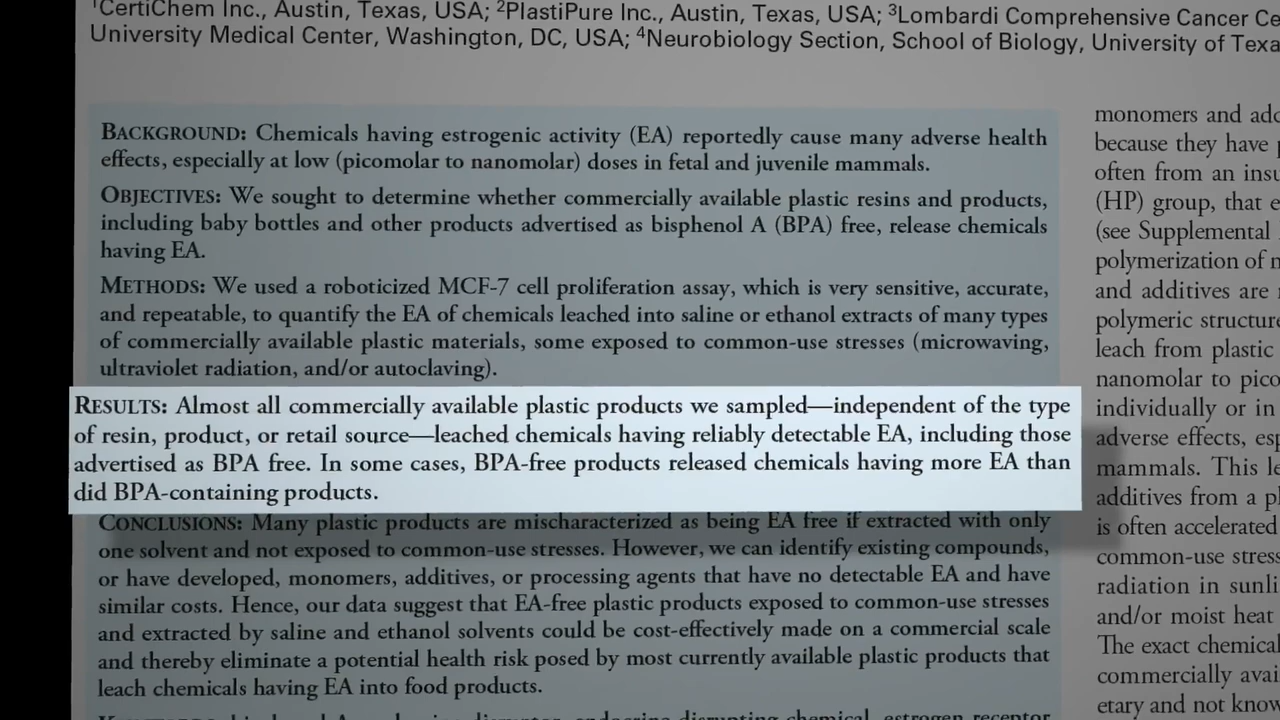 ¹CertiChem Inc., Austin, Texas, USA; ²PlastiPure Inc., Austin, Texas, USA; ³Lombardi Comprehensive Cancer
University Medical Center, Washington, DC, USA; ⁴Neurobiology Section, School of Biology, University of
BACKGROUND: Chemicals having estrogenic activity (EA) reportedly cause many adverse health
effects, especially at low (picomolar to nanomolar) doses in fetal and juvenile mammals.
OBJECTIVES: We sought to determine whether commercially available plastic resins and products,
including baby bottles and other products advertised as bisphenol A (BPA) free, release chemicals
having EA.
METHODS: We used a roboticized MCF-7 cell proliferation assay, which is very sensitive, accurate,
and repeatable, to quantify the EA of chemicals leached into saline or ethanol extracts of many types
of commercially available plastic materials, some exposed to common-use stresses (microwaving,
ultraviolet radiation, and/or autoclaving).
RESULTS: Almost all commercially available plastic products we sampled—independent of the type
of resin, product, or retail source—leached chemicals having reliably detectable EA, including those
advertised as BPA free. In some cases, BPA-free products released chemicals having more EA than
did BPA-containing products.
CONCLUSIONS: Many plastic products are mischaracterized as being EA free if extracted with only
one solvent and not exposed to common-use stresses. However, we can identify existing compounds,
or have developed, monomers, additives, or processing agents that have no detectable EA and have
similar costs. Hence, our data suggest that EA-free plastic products exposed to common-use stresses
and extracted by saline and ethanol solvents could be cost-effectively made on a commercial scale
and thereby eliminate a potential health risk posed by most currently available plastic products that
leach chemicals having EA into food products.
monomers and
because they have
often from an
(HP) group, that
(see Supplemental
polymerization of
and additives are
polymeric
leach from plastic
nanomolar to
individually or in
adverse effects,
mammals. This
additives from a
is often accelerated
common-use
radiation in
and/or moist heat
The exact
commercially
etary and not